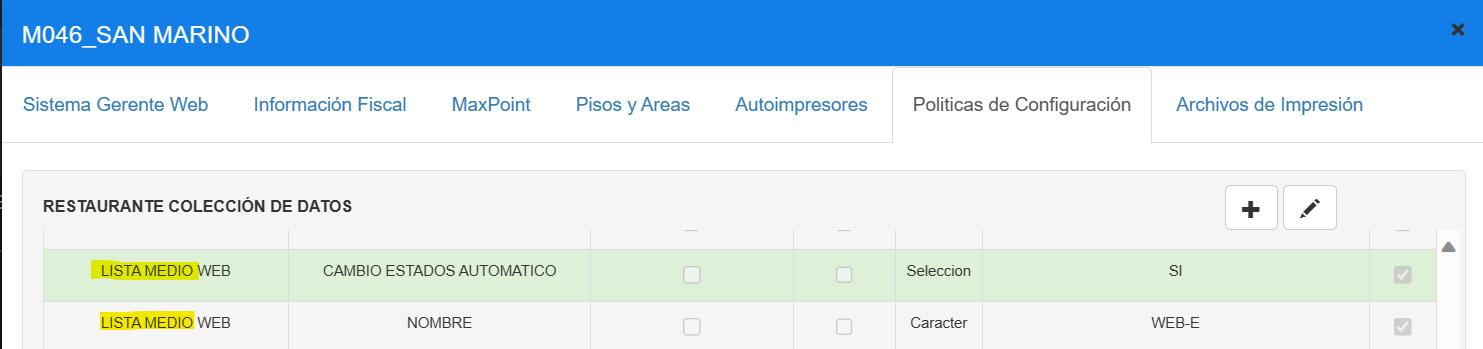 M046_SAN MARINO
Sistema Gerente Web Información Fiscal MaxPoint Pisos y Areas Autoimpresores Politicas de Configuración Archivos de Impresión
RESTAURANTE COLECCIÓN DE DATOS
LISTA MEDIO WEB CAMBIO ESTADOS AUTOMATICO Seleccion SI
LISTA MEDIO WEB NOMBRE Caracter WEB-E